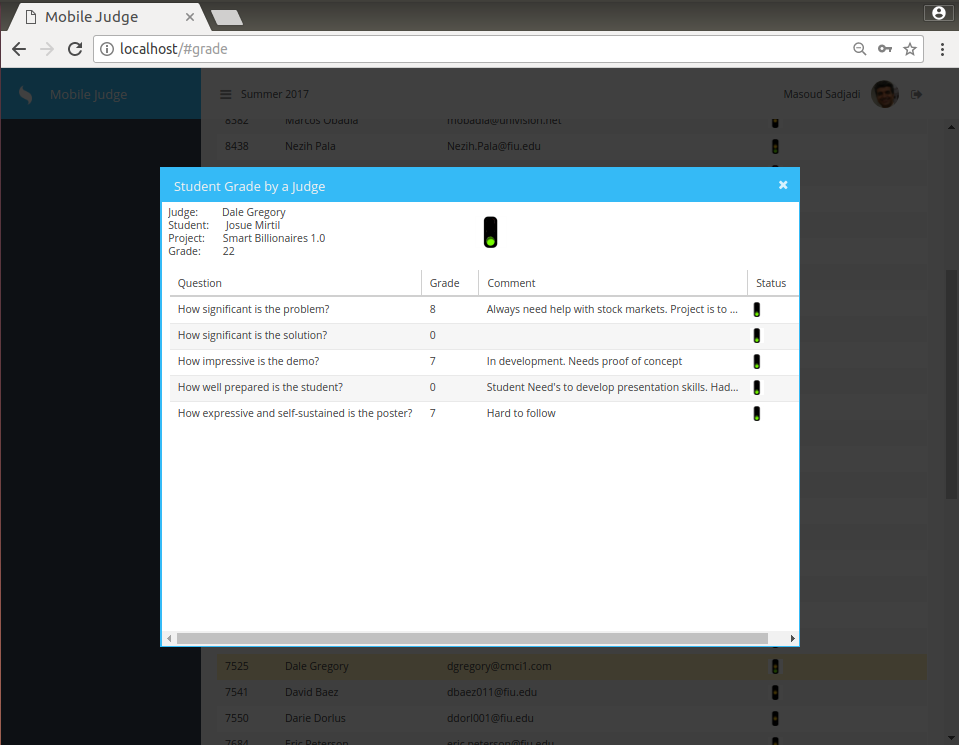 Mobile Judge
localhost/#grade
Mobile Judge
Summer 2017
Masoud Sadjadi
8382 Marcos Obadia mobadia@univision.net
8438 Nezih Pala Nezih.Pala@fiu.edu
Student Grade by a Judge
Judge: Dale Gregory
Student: Josue Mirtil
Project: Smart Billionaires 1.0
Grade: 22
Question Grade Comment Status
How significant is the problem? 8 Always need help with stock markets. Project is to ...
How significant is the solution? 0
How impressive is the demo? 7 In development. Needs proof of concept
How well prepared is the student? 0 Student Need's to develop presentation skills. Had...
How expressive and self-sustained is the poster? 7 Hard to follow
7525 Dale Gregory dgregory@cmci1.com
7541 David Baez dbaez011@fiu.edu
7550 Darie Dorlus ddorl001@fiu.edu
7684 Eric Peterson eric.peterson@fiu.edu